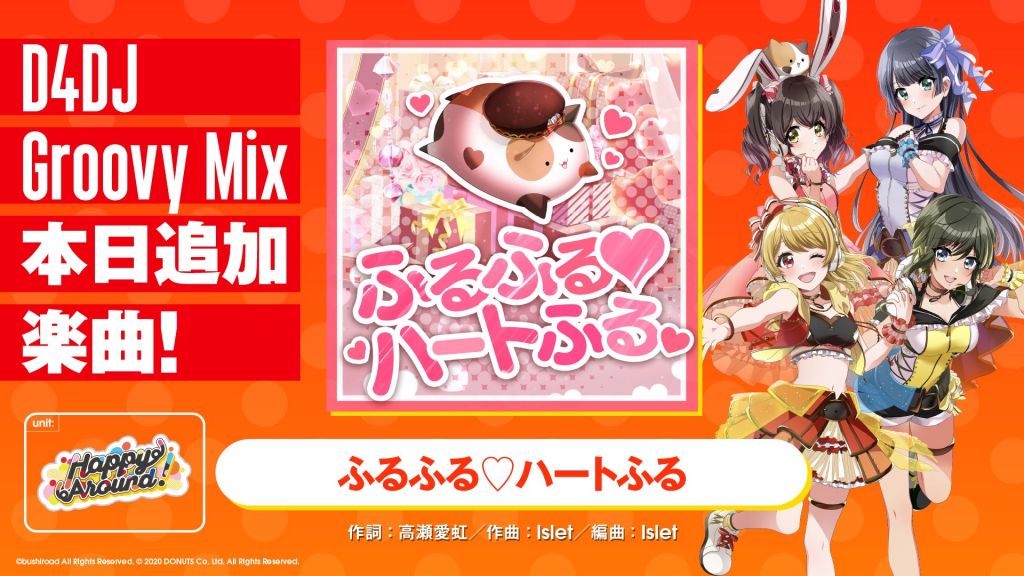 D4DJ
Groovy Mix
本日追加
楽曲!
ふるふる♥
ハートふる
unit:
Happy
Around!
ふるふる♡ハートふる
作詞：高瀬愛虹／作曲：Islet／編曲：Islet
©bushiroad All Rights Reserved. © 2020 DONUTS Co. Ltd. All Rights Reserved.